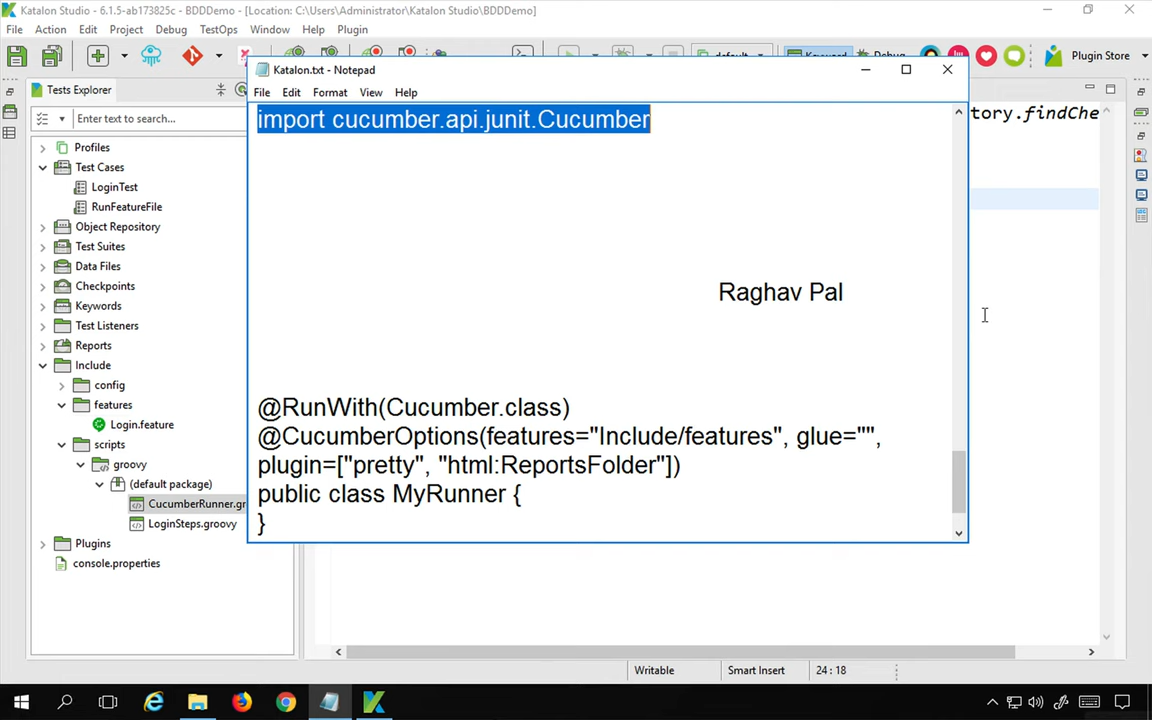 Katalon Studio - 6.1.5-ab173825c - BDDDemo - [Location: C:\Users\Administrator\Katalon Studio\BDDDemo]
File Action Edit Project Debug TestOps Window Help Plugin
default
Keyword
Debug
Plugin Store
Tests Explorer
Enter text to search...
Profiles
Test Cases
LoginTest
RunFeatureFile
Object Repository
Test Suites
Data Files
Checkpoints
Keywords
Test Listeners
Reports
Include
config
features
Login.feature
scripts
groovy
(default package)
CucumberRunner.gr
LoginSteps.groovy
Plugins
console.properties
Katalon.txt - Notepad
File Edit Format View Help
import cucumber.api.junit.Cucumber
Raghav Pal
@RunWith(Cucumber.class)
@CucumberOptions(features="Include/features", glue="",
plugin=["pretty", "html:ReportsFolder"])
public class MyRunner {
}
tory.findChe
Writable
Smart Insert
24 : 18